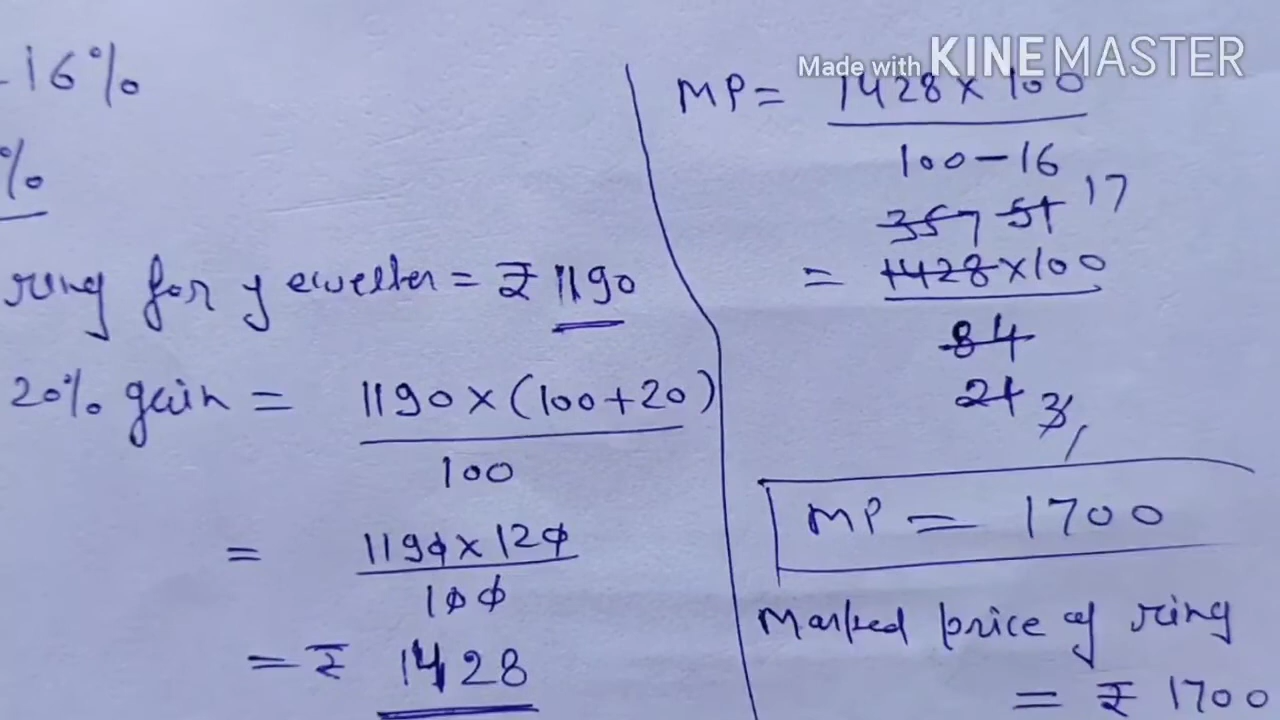 -16%
%
ring for jeweller = ₹ 1190
20% gain = 1190 × (100+20)
100
= 1190 × 120
100
= ₹ 1428
Made with KINEMASTER
MP = 1428 × 100
100 - 16
357 51 17
= 1428 × 100
84
21 3
MP = 1700
Marked price of ring
= ₹ 1700